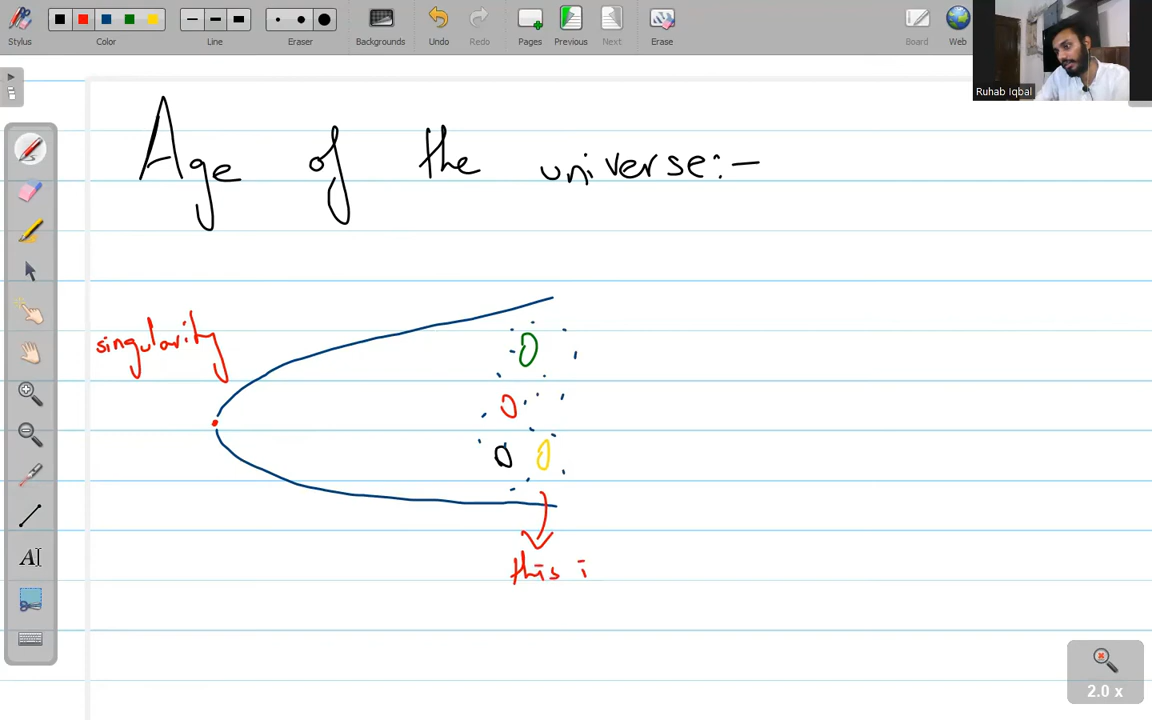 Stylus Color Line Eraser Backgrounds Undo Redo Pages Previous Next Erase Board Web
Ruhab Iqbal
Age of the universe:-
singularity
this i
2.0 x